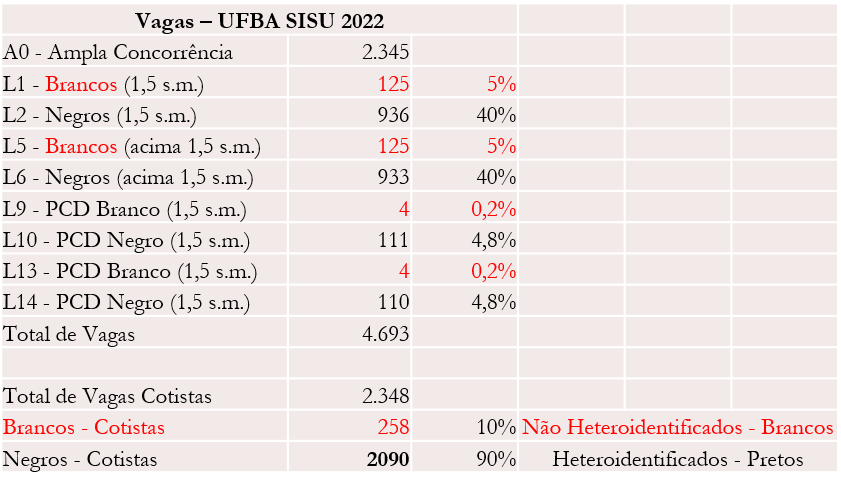 Vagas – UFBA SISU 2022
A0 - Ampla Concorrência 2.345
L1 - Brancos (1,5 s.m.) 125 5%
L2 - Negros (1,5 s.m.) 936 40%
L5 - Brancos (acima 1,5 s.m.) 125 5%
L6 - Negros (acima 1,5 s.m.) 933 40%
L9 - PCD Branco (1,5 s.m.) 4 0,2%
L10 - PCD Negro (1,5 s.m.) 111 4,8%
L13 - PCD Branco (1,5 s.m.) 4 0,2%
L14 - PCD Negro (1,5 s.m.) 110 4,8%
Total de Vagas 4.693
Total de Vagas Cotistas 2.348
Brancos - Cotistas 258 10% Não Heteroidentificados - Brancos
Negros - Cotistas 2090 90% Heteroidentificados - Pretos